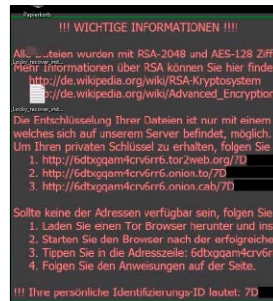 Papierkorb
!!! WICHTIGE INFORMATIONEN !!!!
Alle Dateien wurden mit RSA-2048 und AES-128 Ziff
Mehr Informationen über RSA können Sie hier finde
http://de.wikipedia.org/wiki/RSA-Kryptosystem
http://de.wikipedia.org/wiki/Advanced_Encryption
_Locky_recover_inst...
_Locky_recover_inst...
Die Entschlüsselung Ihrer Dateien ist nur mit einem
welches sich auf unserem Server befindet, möglich.
Um Ihren privaten Schlüssel zu erhalten, folgen Sie
1. http://6dtxgqam4crv6rr6.tor2web.org/7D
2. http://6dtxgqam4crv6rr6.onion.to/7D
3. http://6dtxgqam4crv6rr6.onion.cab/7D
Sollte keine der Adressen verfügbar sein, folgen Sie
1. Laden Sie einen Tor Browser herunter und inst
2. Starten Sie den Browser nach der erfolgreiche
3. Tippen Sie in die Adresszeile: 6dtxgqam4crv6r
4. Folgen Sie den Anweisungen auf der Seite.
!!! Ihre persönliche Identifizierungs-ID lautet: 7D